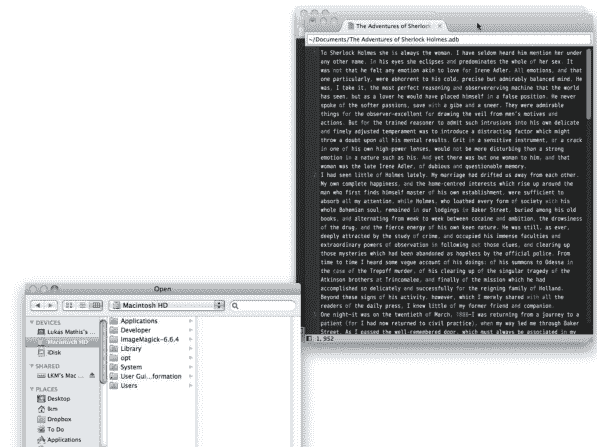 The Adventures of Sherloc
~/Documents/The Adventures of Sherlock Holmes.adb
To Sherlock Holmes she is always the woman. I have seldom heard him mention her under
any other name. In his eyes she eclipses and predominates the whole of her sex. It
was not that he felt any emotion akin to love for Irene Adler. All emotions, and that
one particularly, were abhorrent to his cold, precise but admirably balanced mind. He
was, I take it, the most perfect reasoning and observerving machine that the world
has seen, but as a lover he would have placed himself in a false position. He never
spoke of the softer passions, save with a gibe and a sneer. They were admirable
things for the observer-excellent for drawing the veil from men's motives and
actions. But for the trained reasoner to admit such intrusions into his own delicate
and finely adjusted temperament was to introduce a distracting factor which might
throw a doubt upon all his mental results. Grit in a sensitive instrument, or a crack
in one of his own high-power lenses, would not be more disturbing than a strong
emotion in a nature such as his. And yet there was but one woman to him, and that
woman was the late Irene Adler, of dubious and questionable memory.
I had seen little of Holmes lately. My marriage had drifted us away from each other.
My own complete happiness, and the home-centred interests which rise up around the
man who first finds himself master of his own establishment, were sufficient to
absorb all my attention, while Holmes, who loathed every form of society with his
whole Bohemian soul, remained in our lodgings in Baker Street, buried among his old
books, and alternating from week to week between cocaine and ambition, the drowsiness
of the drug, and the fierce energy of his own keen nature. He was still, as ever,
deeply attracted by the study of crime, and occupied his immense faculties and
extraordinary powers of observation in following out those clues, and clearing up
those mysteries which had been abandoned as hopeless by the official police. From
time to time I heard some vague account of his doings: of his summons to Odessa in
the case of the Trepoff murder, of his clearing up of the singular tragedy of the
Atkinson brothers at Trincomalee, and finally of the mission which he had
accomplished so delicately and successfully for the reigning family of Holland.
Beyond these signs of his activity, however, which I merely shared with all the
readers of the daily press, I knew little of my former friend and companion.
One night-it was on the twentieth of March, 1888-I was returning from a journey to a
patient (for I had now returned to civil practice), when my way led me through Baker
Street. As I passed the well-remembered door, which must always be associated in my
1, 952
Open
Macintosh HD
DEVICES
Lukas Mathis's ...
Macintosh HD
iDisk
SHARED
LKM's Mac ...
PLACES
Desktop
lkm
Dropbox
To Do
Applications
Applications
Developer
ImageMagick-6.6.4
Library
opt
System
User Gui...formation
Users